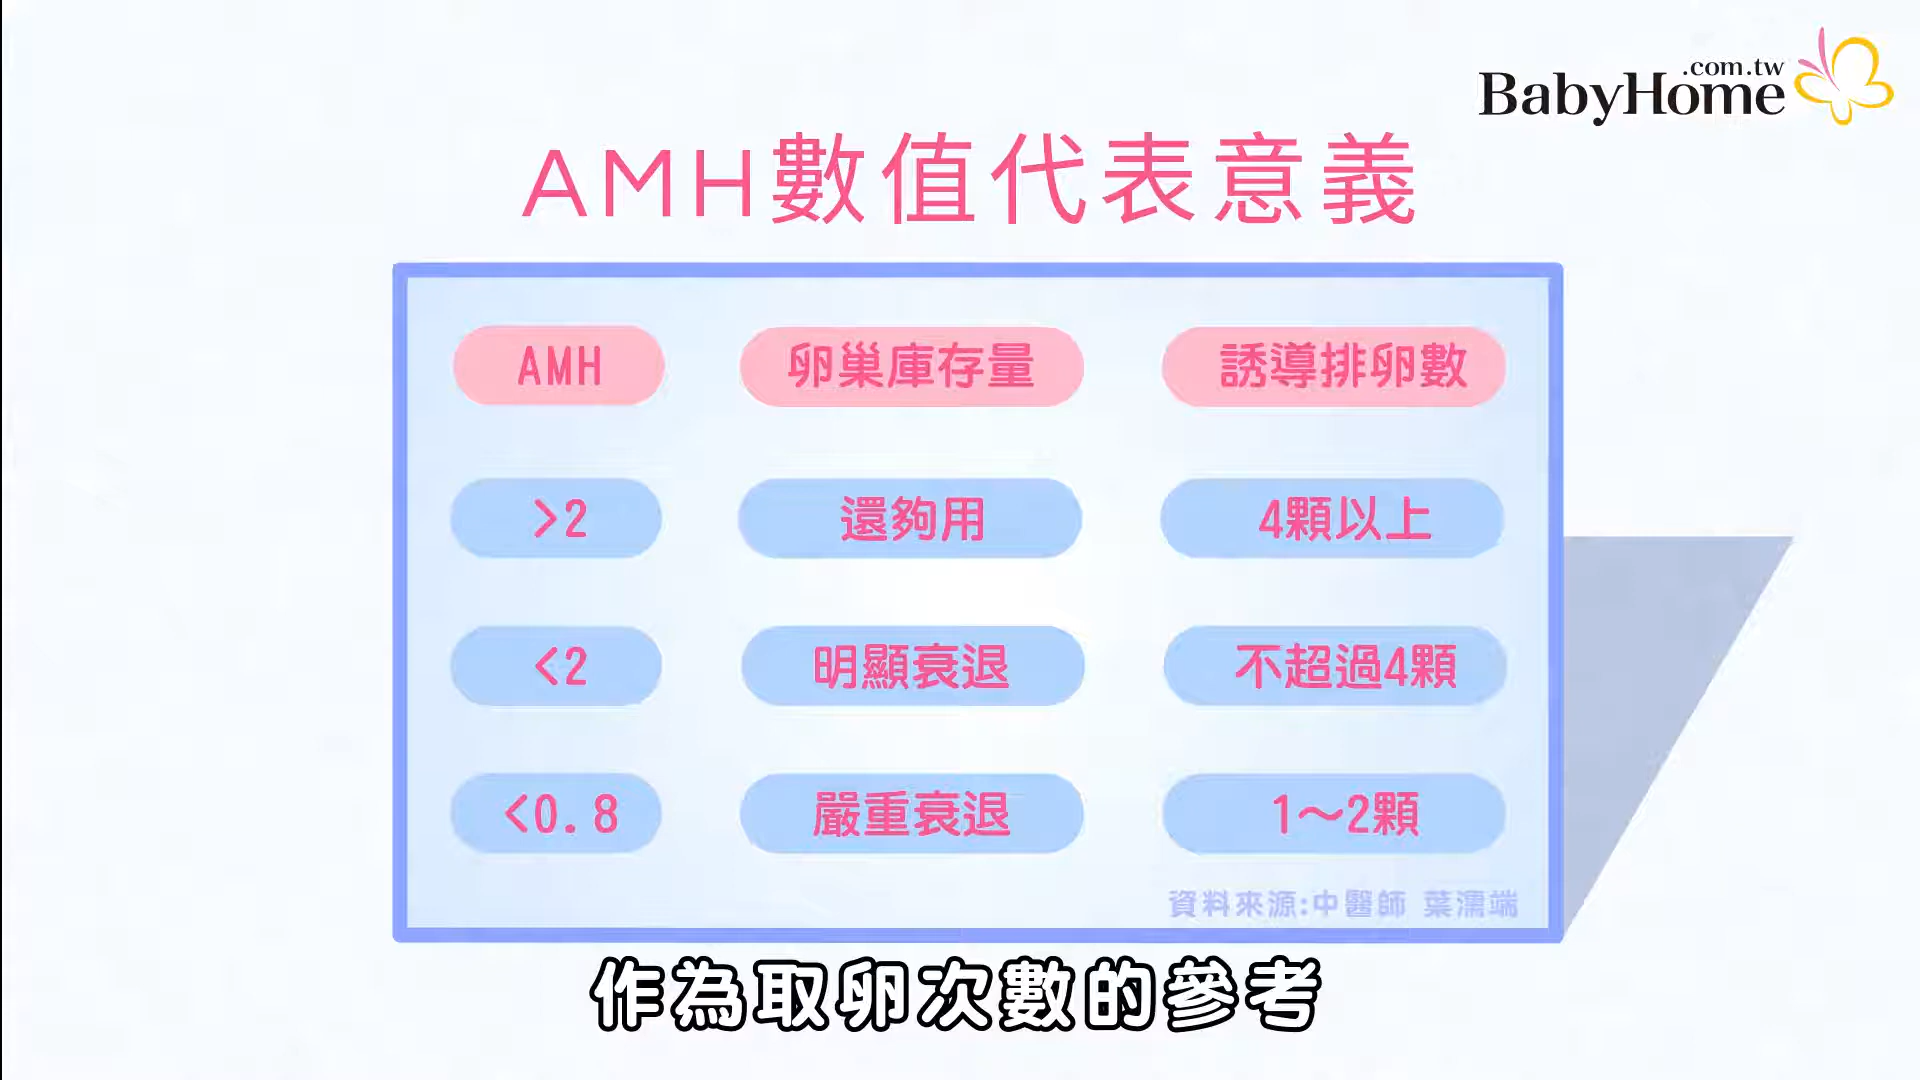 .com.tw
BabyHome
AMH數值代表意義
AMH 卵巢庫存量 誘導排卵數
>2 還夠用 4顆以上
<2 明顯衰退 不超過4顆
<0.8 嚴重衰退 1～2顆
資料來源:中醫師 葉濡端
作為取卵次數的參考